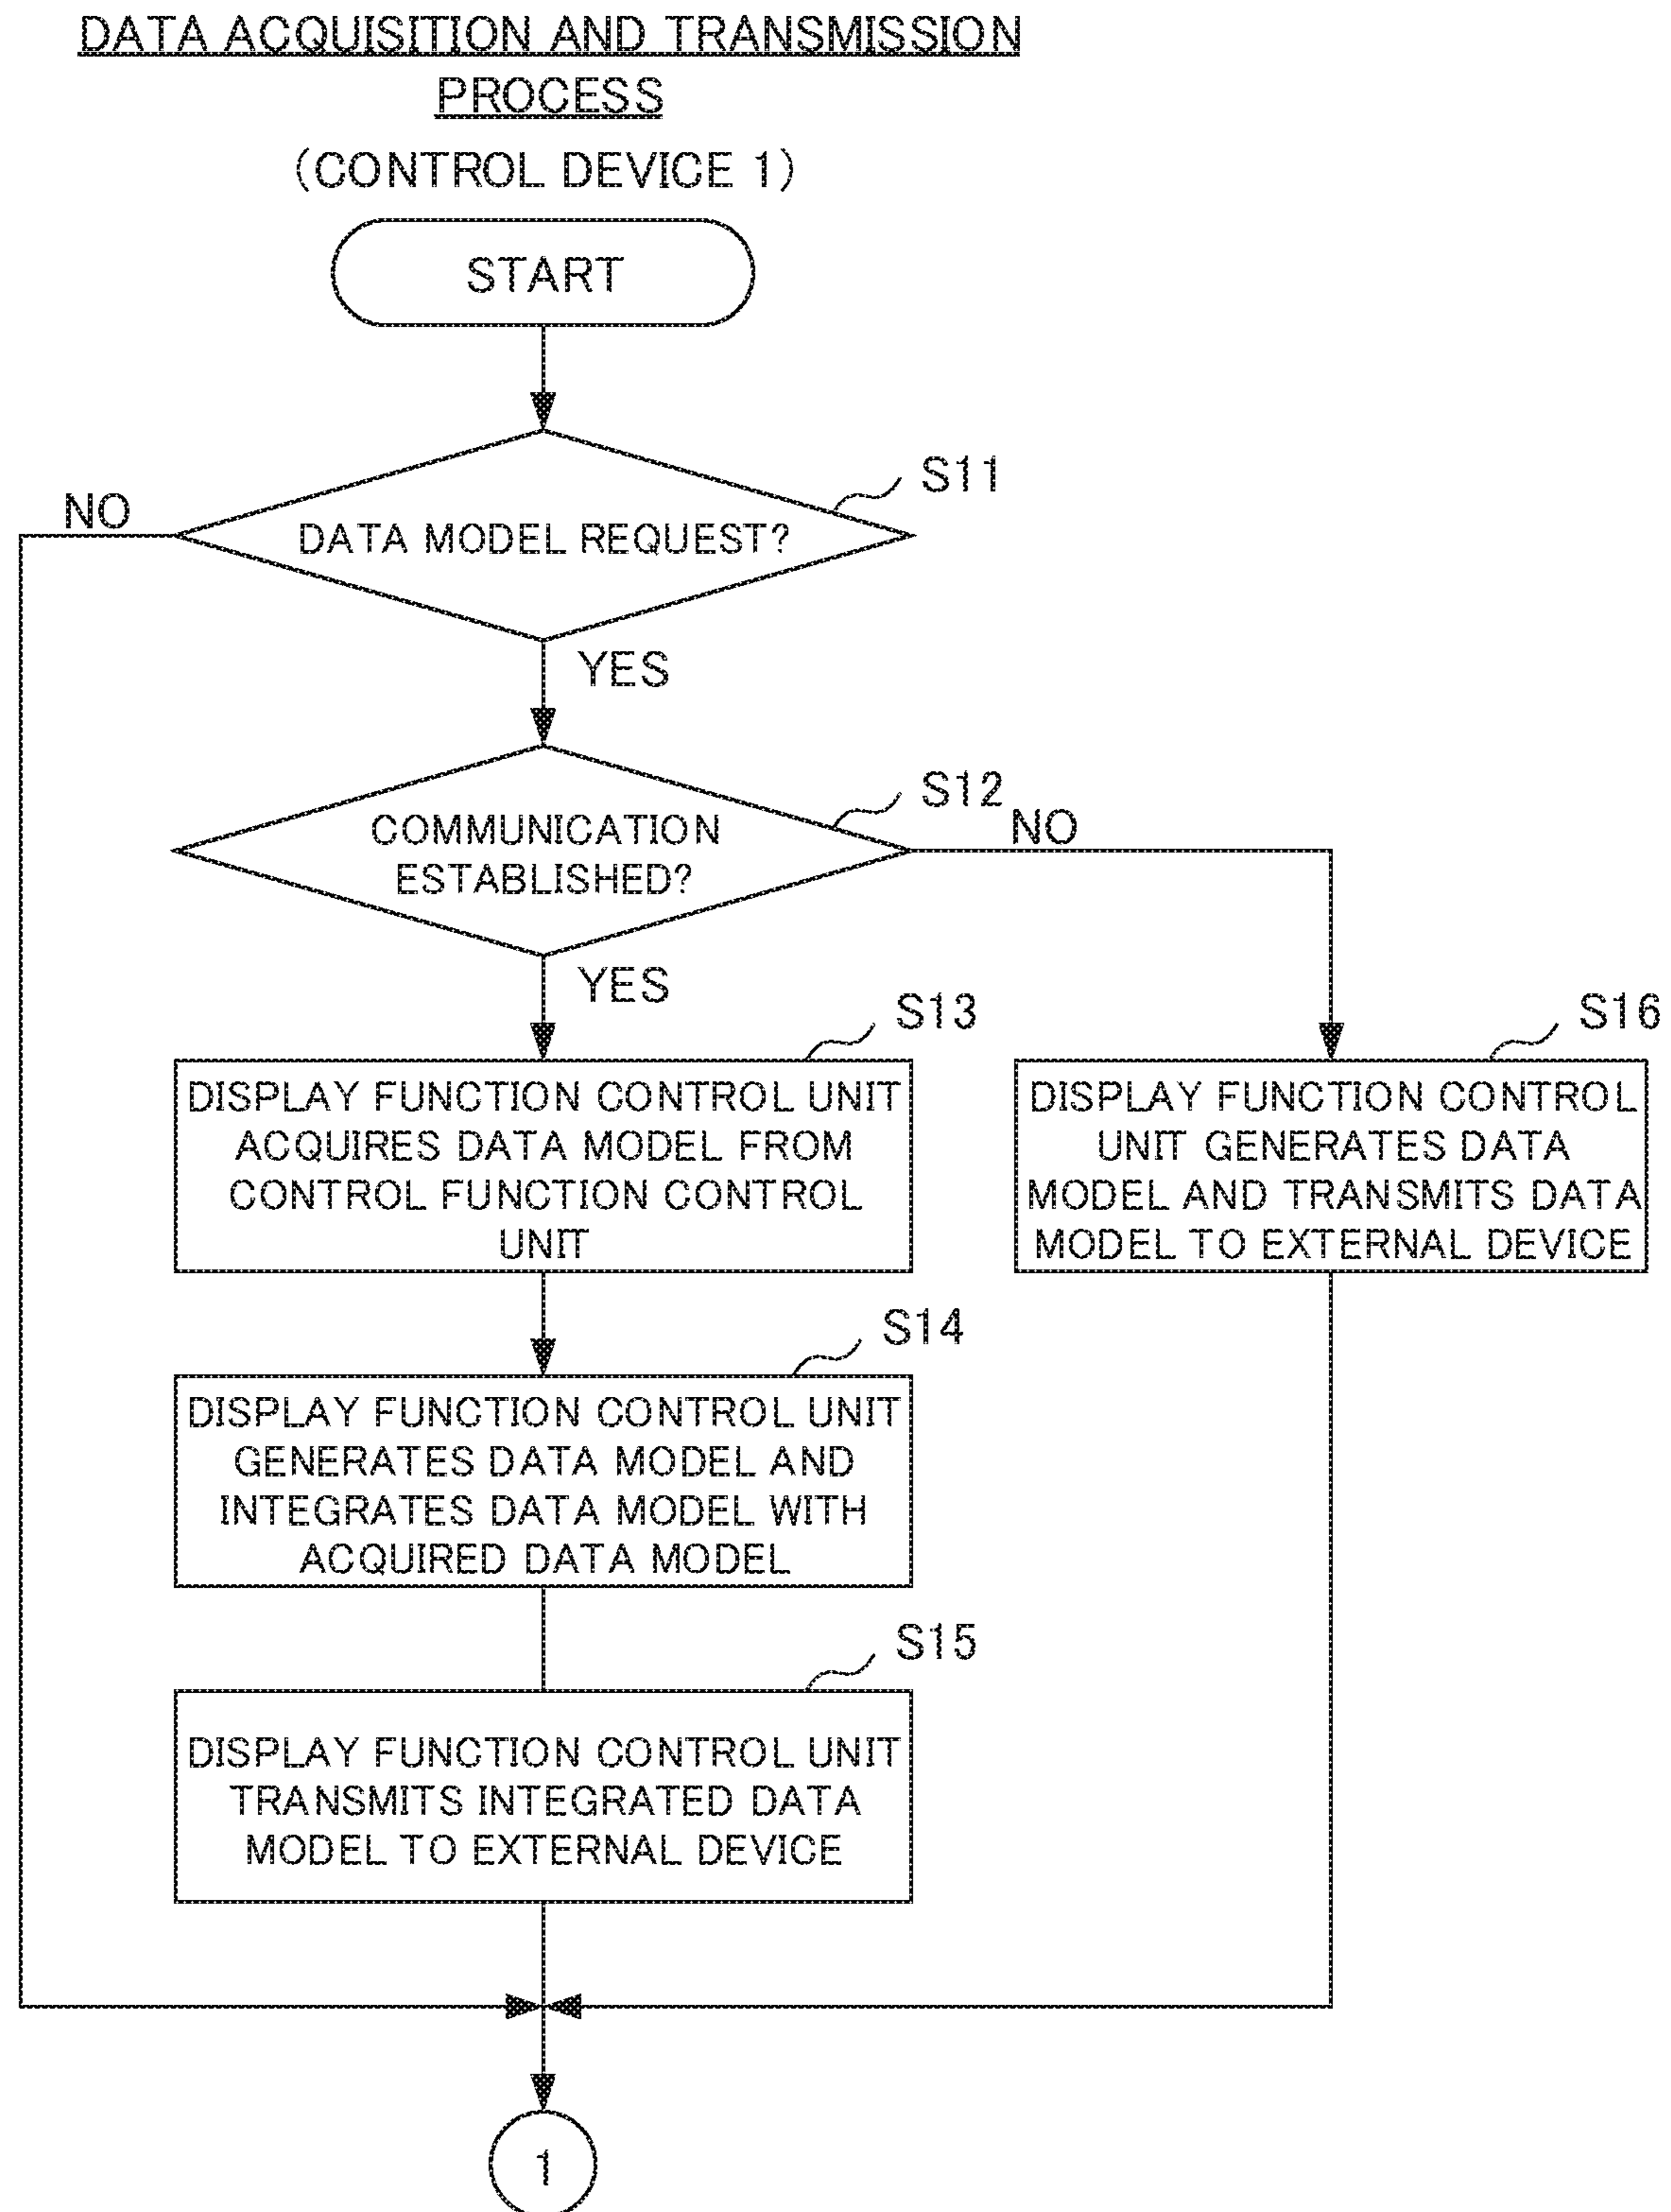 DATA ACQUISITION AND TRANSMISSION
PROCESS
(CONTROL DEVICE 1)
START
S11
NO
DATA MODEL REQUEST?
YES
S12
NO
COMMUNICATION
ESTABLISHED?
YES
S13
DISPLAY FUNCTION CONTROL UNIT
ACQUIRES DATA MODEL FROM
CONTROL FUNCTION CONTROL
UNIT
S16
DISPLAY FUNCTION CONTROL
UNIT GENERATES DATA
MODEL AND TRANSMITS DATA
MODEL TO EXTERNAL DEVICE
S14
DISPLAY FUNCTION CONTROL UNIT
GENERATES DATA MODEL AND
INTEGRATES DATA MODEL WITH
ACQUIRED DATA MODEL
S15
DISPLAY FUNCTION CONTROL UNIT
TRANSMITS INTEGRATED DATA
MODEL TO EXTERNAL DEVICE
1